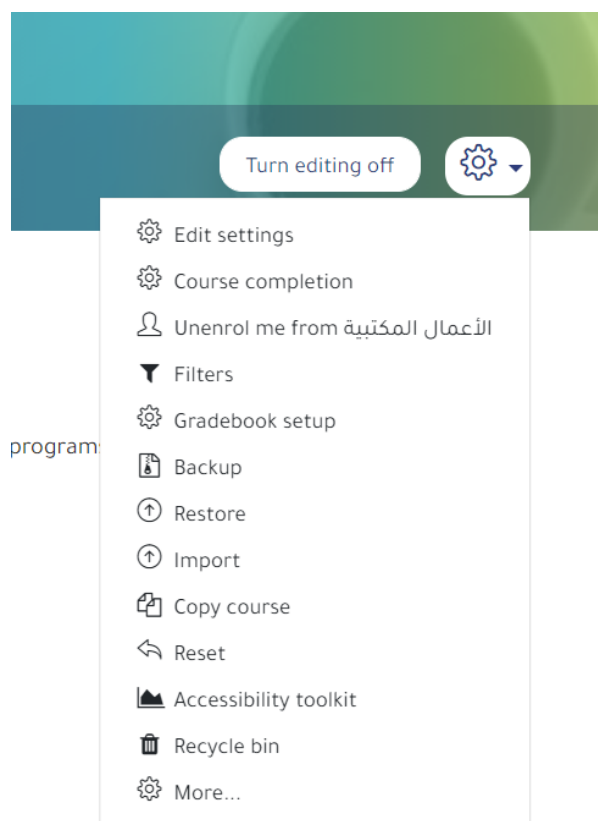 Turn editing off
Edit settings
Course completion
Unenrol me from الأعمال المكتبية
Filters
Gradebook setup
programs
Backup
Restore
Import
Copy course
Reset
Accessibility toolkit
Recycle bin
More...